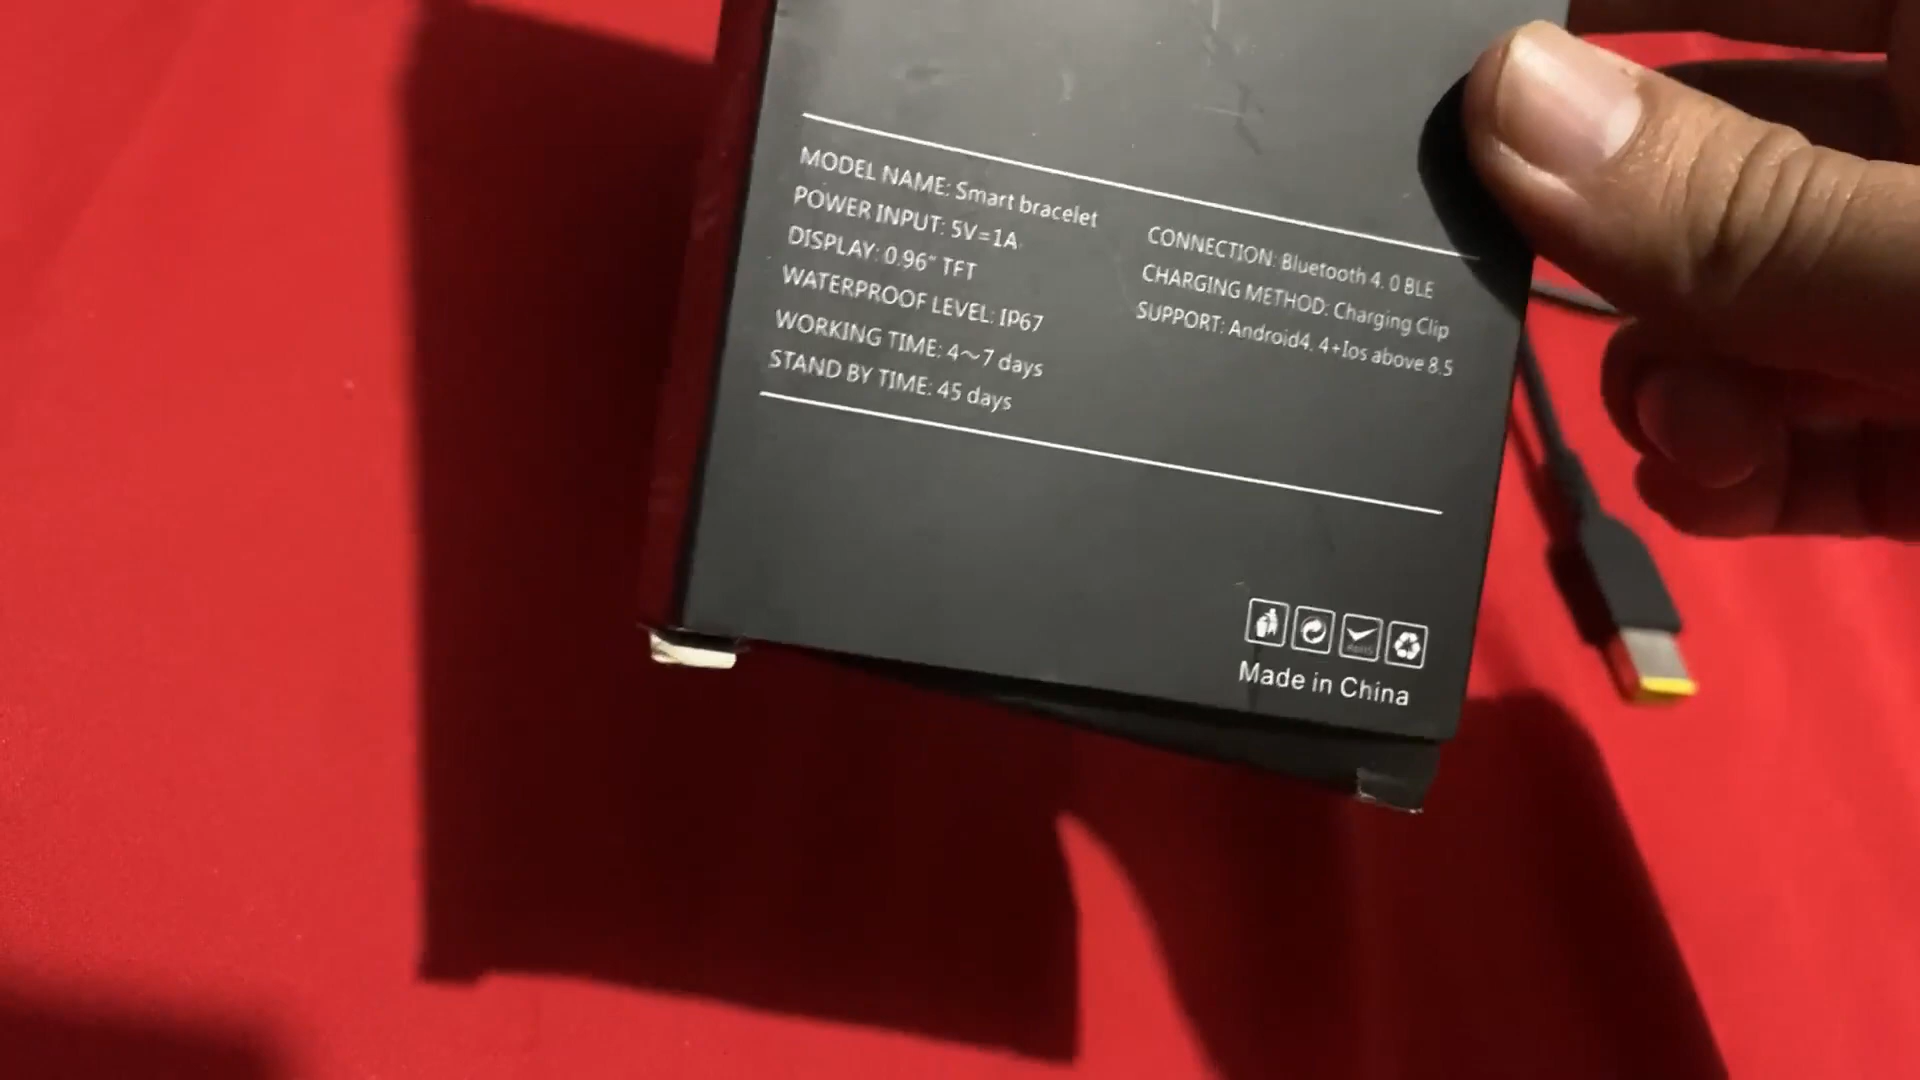 MODEL NAME: Smart bracelet
POWER INPUT: 5V=1A
DISPLAY: 0.96" TFT
WATERPROOF LEVEL: IP67
WORKING TIME: 4~7 days
STAND BY TIME: 45 days
CONNECTION: Bluetooth 4. 0 BLE
CHARGING METHOD: Charging Clip
SUPPORT: Android4. 4+Ios above 8.5
RoHS
Made in China